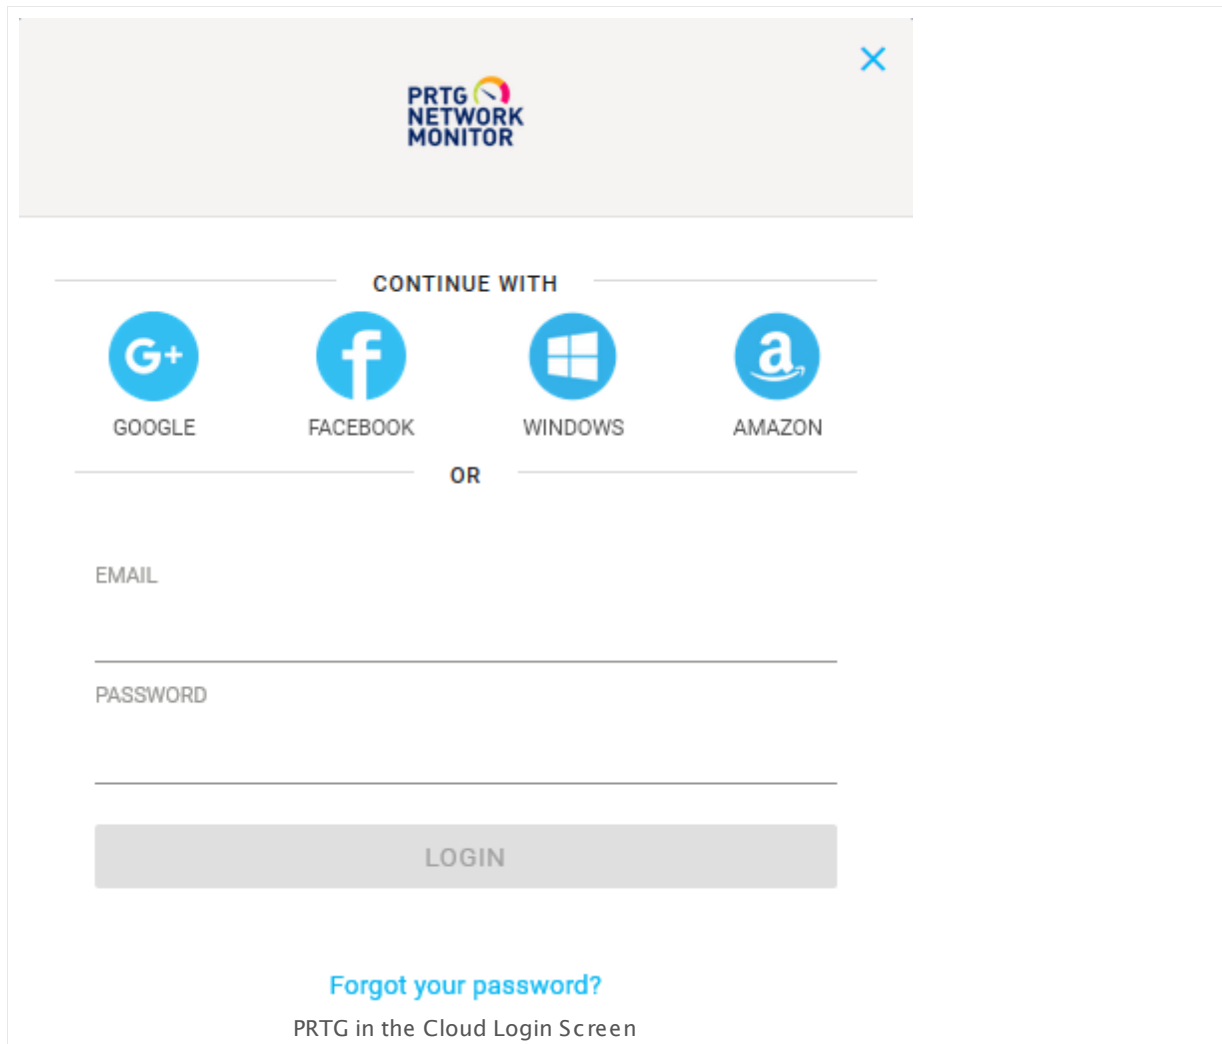 PRTG
NETWORK
MONITOR
CONTINUE WITH
G+
f
a
GOOGLE FACEBOOK WINDOWS AMAZON
OR
EMAIL
PASSWORD
LOGIN
Forgot your password?
PRTG in the Cloud Login Screen